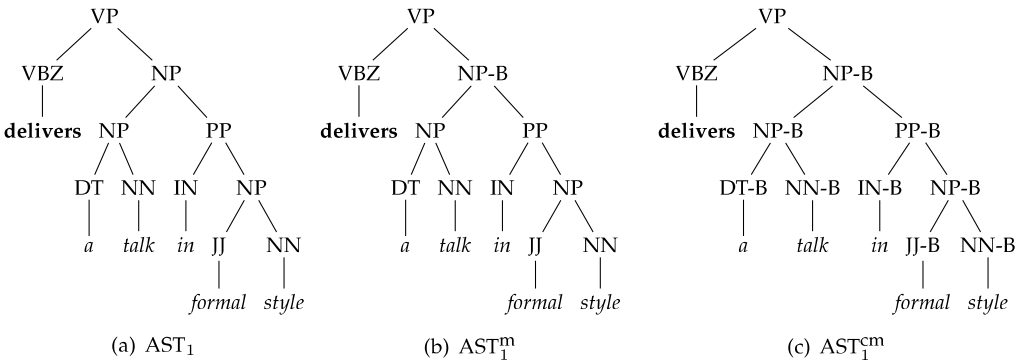 VP VP VP
VBZ NP VBZ NP-B VBZ NP-B
delivers NP PP delivers NP PP delivers NP-B PP-B
DT NN IN NP DT NN IN NP DT-B NN-B IN-B NP-B
a talk in JJ NN a talk in JJ NN a talk in JJ-B NN-B
formal style formal style formal style
(a) AST₁ (b) AST₁ᵐ (c) AST₁ᶜᵐ